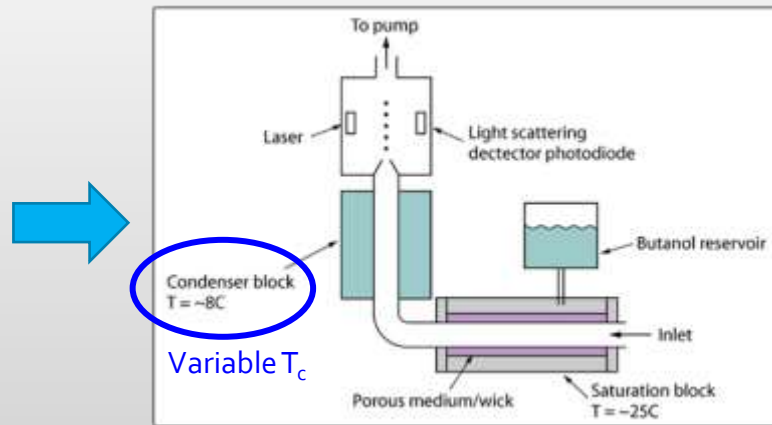 To pump
Laser
Light scattering
dectector photodiode
Butanol reservoir
Condenser block
T = ~8C
Variable Tc
Inlet
Porous medium/wick
Saturation block
T = ~25C